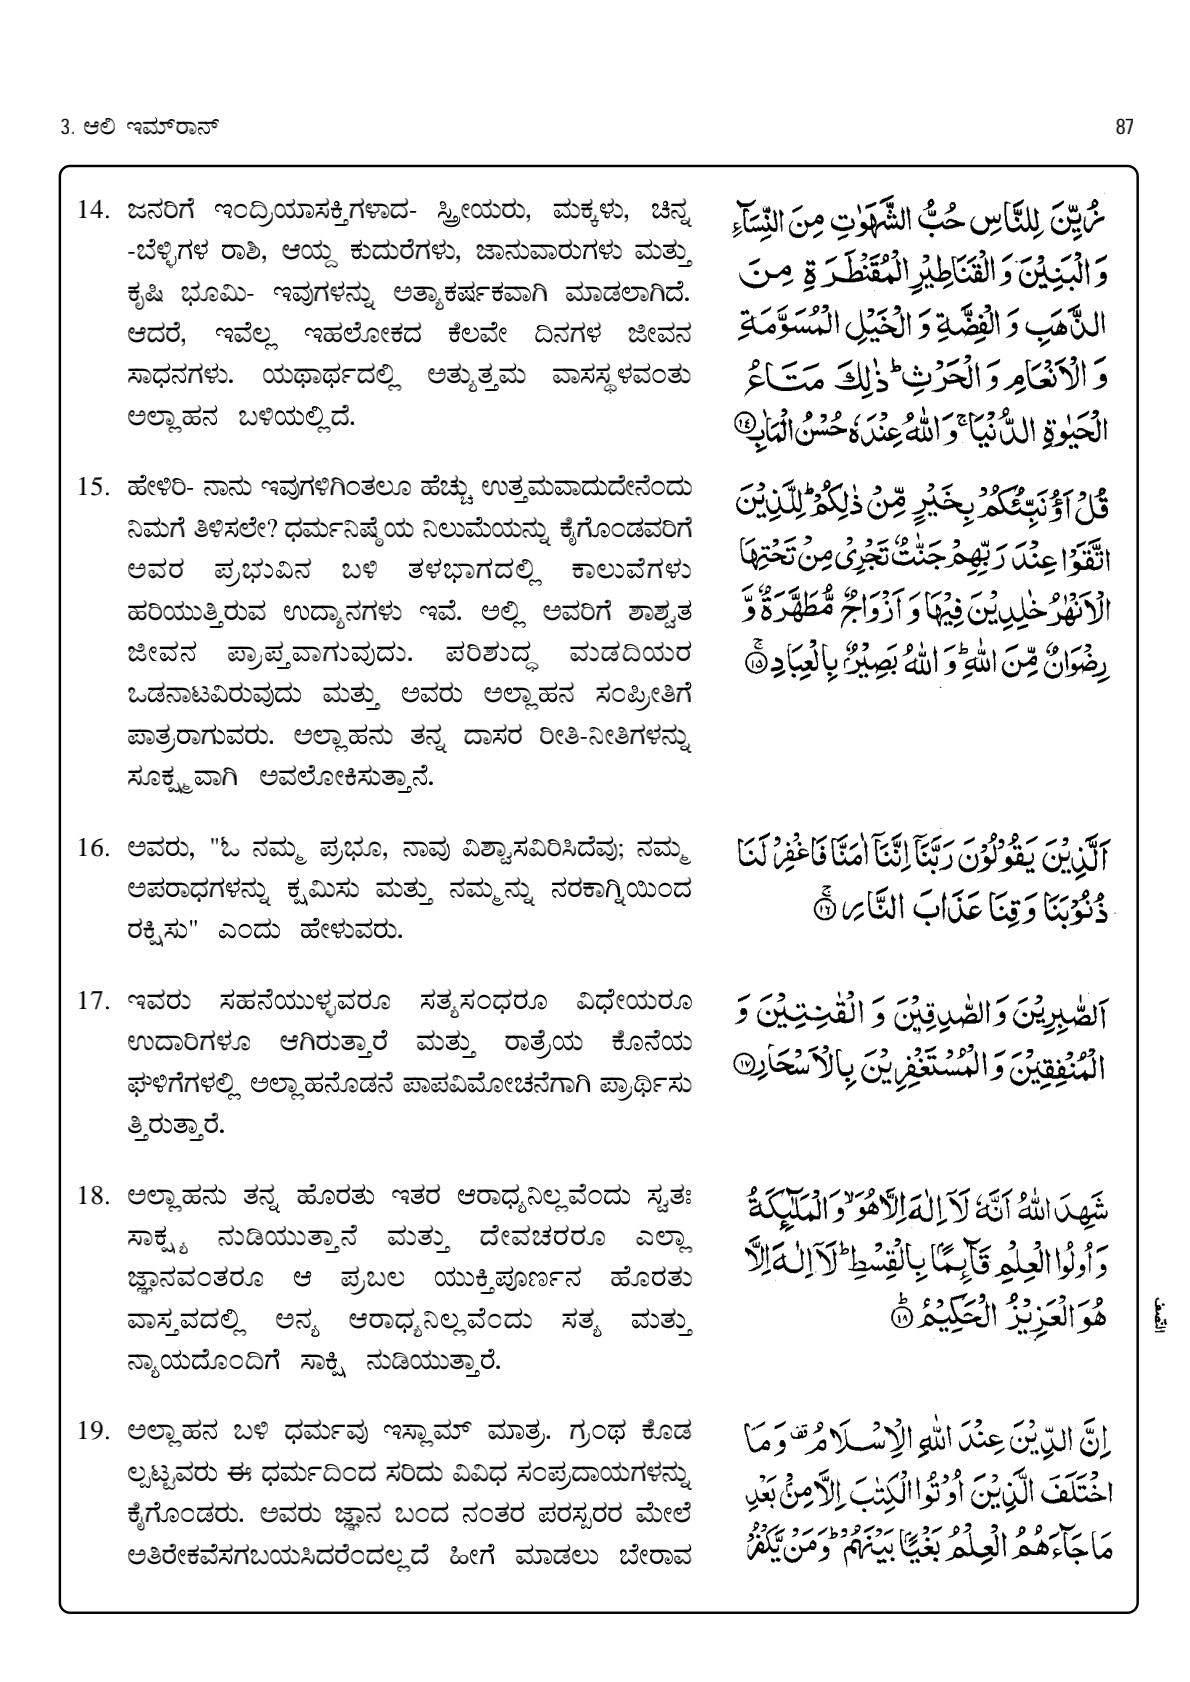 3. ಆಲಿ ಇಮ್‌ರಾನ್
87
14. ಜನರಿಗೆ ಇಂದ್ರಿಯಾಸಕ್ತಿಗಳಾದ- ಸ್ತ್ರೀಯರು, ಮಕ್ಕಳು, ಚಿನ್ನ
-ಬೆಳ್ಳಿಗಳ ರಾಶಿ, ಆಯ್ದ ಕುದುರೆಗಳು, ಜಾನುವಾರುಗಳು ಮತ್ತು
ಕೃಷಿ ಭೂಮಿ- ಇವುಗಳನ್ನು ಅತ್ಯಾಕರ್ಷಕವಾಗಿ ಮಾಡಲಾಗಿದೆ.
ಆದರೆ, ಇವೆಲ್ಲ ಇಹಲೋಕದ ಕೆಲವೇ ದಿನಗಳ ಜೀವನ
ಸಾಧನಗಳು. ಯಥಾರ್ಥದಲ್ಲಿ ಅತ್ಯುತ್ತಮ ವಾಸಸ್ಥಳವಂತು
ಅಲ್ಲಾಹನ ಬಳಿಯಲ್ಲಿದೆ.
زُيِّنَ لِلنَّاسِ حُبُّ الشَّهَوٰتِ مِنَ النِّسَآءِ
وَ الْبَنِيْنَ وَ الْقَنَاطِيْرِ الْمُقَنْطَرَةِ مِنَ
الذَّهَبِ وَ الْفِضَّةِ وَ الْخَيْلِ الْمُسَوَّمَةِ
وَ الْاَنْعَامِ وَ الْحَرْثِ ؕ ذٰلِكَ مَتَاعُ
الْحَيٰوةِ الدُّنْيَا ۚ وَ اللّٰهُ عِنْدَهٗ حُسْنُ الْمَاٰبِ ۝۱۴
15. ಹೇಳಿರಿ- ನಾನು ಇವುಗಳಿಗಿಂತಲೂ ಹೆಚ್ಚು ಉತ್ತಮವಾದುದೇನೆಂದು
ನಿಮಗೆ ತಿಳಿಸಲೇ? ಧರ್ಮನಿಷ್ಠೆಯ ನಿಲುಮೆಯನ್ನು ಕೈಗೊಂಡವರಿಗೆ
ಅವರ ಪ್ರಭುವಿನ ಬಳಿ ತಳಭಾಗದಲ್ಲಿ ಕಾಲುವೆಗಳು
ಹರಿಯುತ್ತಿರುವ ಉದ್ಯಾನಗಳು ಇವೆ. ಅಲ್ಲಿ ಅವರಿಗೆ ಶಾಶ್ವತ
ಜೀವನ ಪ್ರಾಪ್ತವಾಗುವುದು. ಪರಿಶುದ್ಧ ಮಡದಿಯರ
ಒಡನಾಟವಿರುವುದು ಮತ್ತು ಅವರು ಅಲ್ಲಾಹನ ಸಂಪ್ರೀತಿಗೆ
ಪಾತ್ರರಾಗುವರು. ಅಲ್ಲಾಹನು ತನ್ನ ದಾಸರ ರೀತಿ-ನೀತಿಗಳನ್ನು
ಸೂಕ್ಷ್ಮವಾಗಿ ಅವಲೋಕಿಸುತ್ತಾನೆ.
قُلْ اَؤُنَبِّئُكُمْ بِخَيْرٍ مِّنْ ذٰلِكُمْ ؕ لِلَّذِيْنَ
اتَّقَوْا عِنْدَ رَبِّهِمْ جَنّٰتٌ تَجْرِيْ مِنْ تَحْتِهَا
الْاَنْهٰرُ خٰلِدِيْنَ فِيْهَا وَ اَزْوَاجٌ مُّطَهَّرَةٌ وَّ
رِضْوَانٌ مِّنَ اللّٰهِ ؕ وَ اللّٰهُ بَصِيْرٌۢ بِالْعِبَادِ ۝۱۵ۚ
16. ಅವರು, "ಓ ನಮ್ಮ ಪ್ರಭೂ, ನಾವು ವಿಶ್ವಾಸವಿರಿಸಿದೆವು; ನಮ್ಮ
ಅಪರಾಧಗಳನ್ನು ಕ್ಷಮಿಸು ಮತ್ತು ನಮ್ಮನ್ನು ನರಕಾಗ್ನಿಯಿಂದ
ರಕ್ಷಿಸು" ಎಂದು ಹೇಳುವರು.
اَلَّذِيْنَ يَقُوْلُوْنَ رَبَّنَاۤ اِنَّنَاۤ اٰمَنَّا فَاغْفِرْ لَنَا
ذُنُوْبَنَا وَ قِنَا عَذَابَ النَّارِ ۝۱۶ۚ
17. ಇವರು ಸಹನೆಯುಳ್ಳವರೂ ಸತ್ಯಸಂಧರೂ ವಿಧೇಯರೂ
ಉದಾರಿಗಳೂ ಆಗಿರುತ್ತಾರೆ ಮತ್ತು ರಾತ್ರೆಯ ಕೊನೆಯ
ಘಳಿಗೆಗಳಲ್ಲಿ ಅಲ್ಲಾಹನೊಡನೆ ಪಾಪವಿಮೋಚನೆಗಾಗಿ ಪ್ರಾರ್ಥಿಸು
ತ್ತಿರುತ್ತಾರೆ.
اَلصّٰبِرِيْنَ وَ الصّٰدِقِيْنَ وَ الْقٰنِتِيْنَ وَ
الْمُنْفِقِيْنَ وَ الْمُسْتَغْفِرِيْنَ بِالْاَسْحَارِ ۝۱۷
18. ಅಲ್ಲಾಹನು ತನ್ನ ಹೊರತು ಇತರ ಆರಾಧ್ಯನಿಲ್ಲವೆಂದು ಸ್ವತಃ
ಸಾಕ್ಷ್ಯ ನುಡಿಯುತ್ತಾನೆ ಮತ್ತು ದೇವಚರರೂ ಎಲ್ಲಾ
ಜ್ಞಾನವಂತರೂ ಆ ಪ್ರಬಲ ಯುಕ್ತಿಪೂರ್ಣನ ಹೊರತು
ವಾಸ್ತವದಲ್ಲಿ ಅನ್ಯ ಆರಾಧ್ಯನಿಲ್ಲವೆಂದು ಸತ್ಯ ಮತ್ತು
ನ್ಯಾಯದೊಂದಿಗೆ ಸಾಕ್ಷಿ ನುಡಿಯುತ್ತಾರೆ.
شَهِدَ اللّٰهُ اَنَّهٗ لَاۤ اِلٰهَ اِلَّا هُوَ ۙ وَ الْمَلٰٓئِكَةُ
وَ اُولُوا الْعِلْمِ قَآئِمًۢا بِالْقِسْطِ ؕ لَاۤ اِلٰهَ اِلَّا
هُوَ الْعَزِيْزُ الْحَكِيْمُ ۝۱۸ؕ
النّصف
19. ಅಲ್ಲಾಹನ ಬಳಿ ಧರ್ಮವು ಇಸ್ಲಾಮ್ ಮಾತ್ರ. ಗ್ರಂಥ ಕೊಡ
ಲ್ಪಟ್ಟವರು ಈ ಧರ್ಮದಿಂದ ಸರಿದು ವಿವಿಧ ಸಂಪ್ರದಾಯಗಳನ್ನು
ಕೈಗೊಂಡರು. ಅವರು ಜ್ಞಾನ ಬಂದ ನಂತರ ಪರಸ್ಪರರ ಮೇಲೆ
ಅತಿರೇಕವೆಸಗಬಯಸಿದರೆಂದಲ್ಲದೆ ಹೀಗೆ ಮಾಡಲು ಬೇರಾವ
اِنَّ الدِّيْنَ عِنْدَ اللّٰهِ الْاِسْلَامُ ۫ وَ مَا
اخْتَلَفَ الَّذِيْنَ اُوْتُوا الْكِتٰبَ اِلَّا مِنْۢ بَعْدِ
مَا جَآءَهُمُ الْعِلْمُ بَغْيًۢا بَيْنَهُمْ ؕ وَ مَنْ يَّكْفُرْ